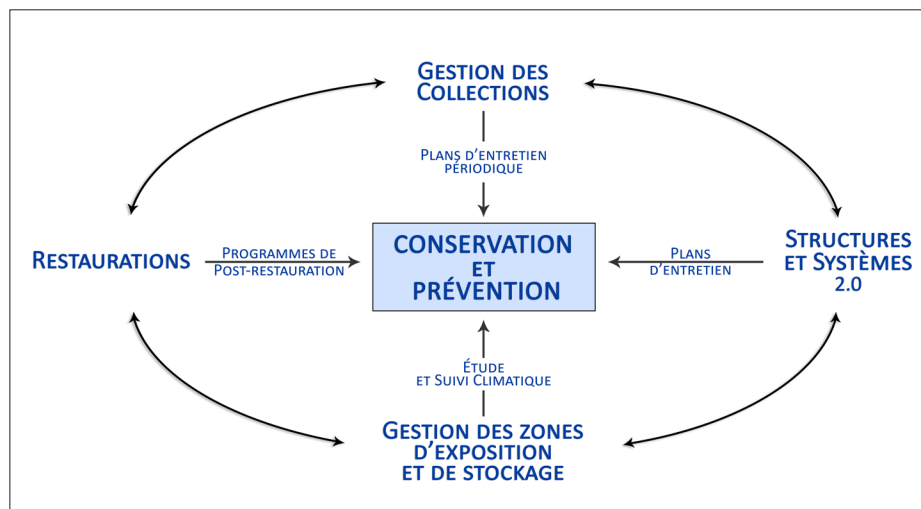 GESTION DES
COLLECTIONS
PLANS D'ENTRETIEN
PÉRIODIQUE
RESTAURATIONS
PROGRAMMES DE
POST-RESTAURATION
CONSERVATION
ET
PRÉVENTION
PLANS
D'ENTRETIEN
STRUCTURES
ET SYSTÈMES
2.0
ÉTUDE
ET SUIVI CLIMATIQUE
GESTION DES ZONES
D'EXPOSITION
ET DE STOCKAGE